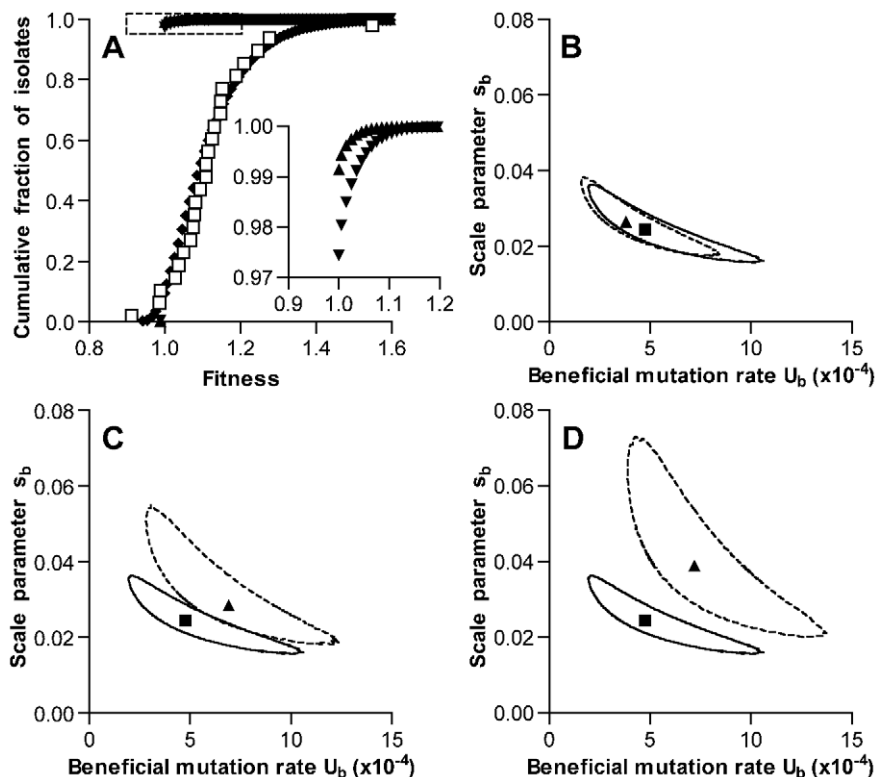 A
Cumulative fraction of isolates
1.0
0.8
0.6
0.4
0.2
0.0
0.8 1.0 1.2 1.4 1.6
Fitness
1.00
0.99
0.98
0.97
0.9 1.0 1.1 1.2
B
Scale parameter s_b
0.08
0.06
0.04
0.02
0.00
0 5 10 15
Beneficial mutation rate U_b (x10⁻⁴)
C
Scale parameter s_b
0.08
0.06
0.04
0.02
0.00
0 5 10 15
Beneficial mutation rate U_b (x10⁻⁴)
D
Scale parameter s_b
0.08
0.06
0.04
0.02
0.00
0 5 10 15
Beneficial mutation rate U_b (x10⁻⁴)